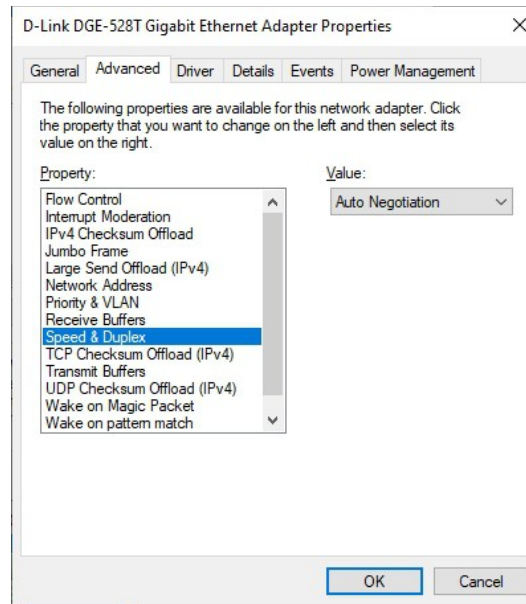 D-Link DGE-528T Gigabit Ethernet Adapter Properties
General Advanced Driver Details Events Power Management
The following properties are available for this network adapter. Click
the property that you want to change on the left and then select its
value on the right.
Property: Value:
Flow Control Auto Negotiation
Interrupt Moderation
IPv4 Checksum Offload
Jumbo Frame
Large Send Offload (IPv4)
Network Address
Priority & VLAN
Receive Buffers
Speed & Duplex
TCP Checksum Offload (IPv4)
Transmit Buffers
UDP Checksum Offload (IPv4)
Wake on Magic Packet
Wake on pattern match
OK Cancel